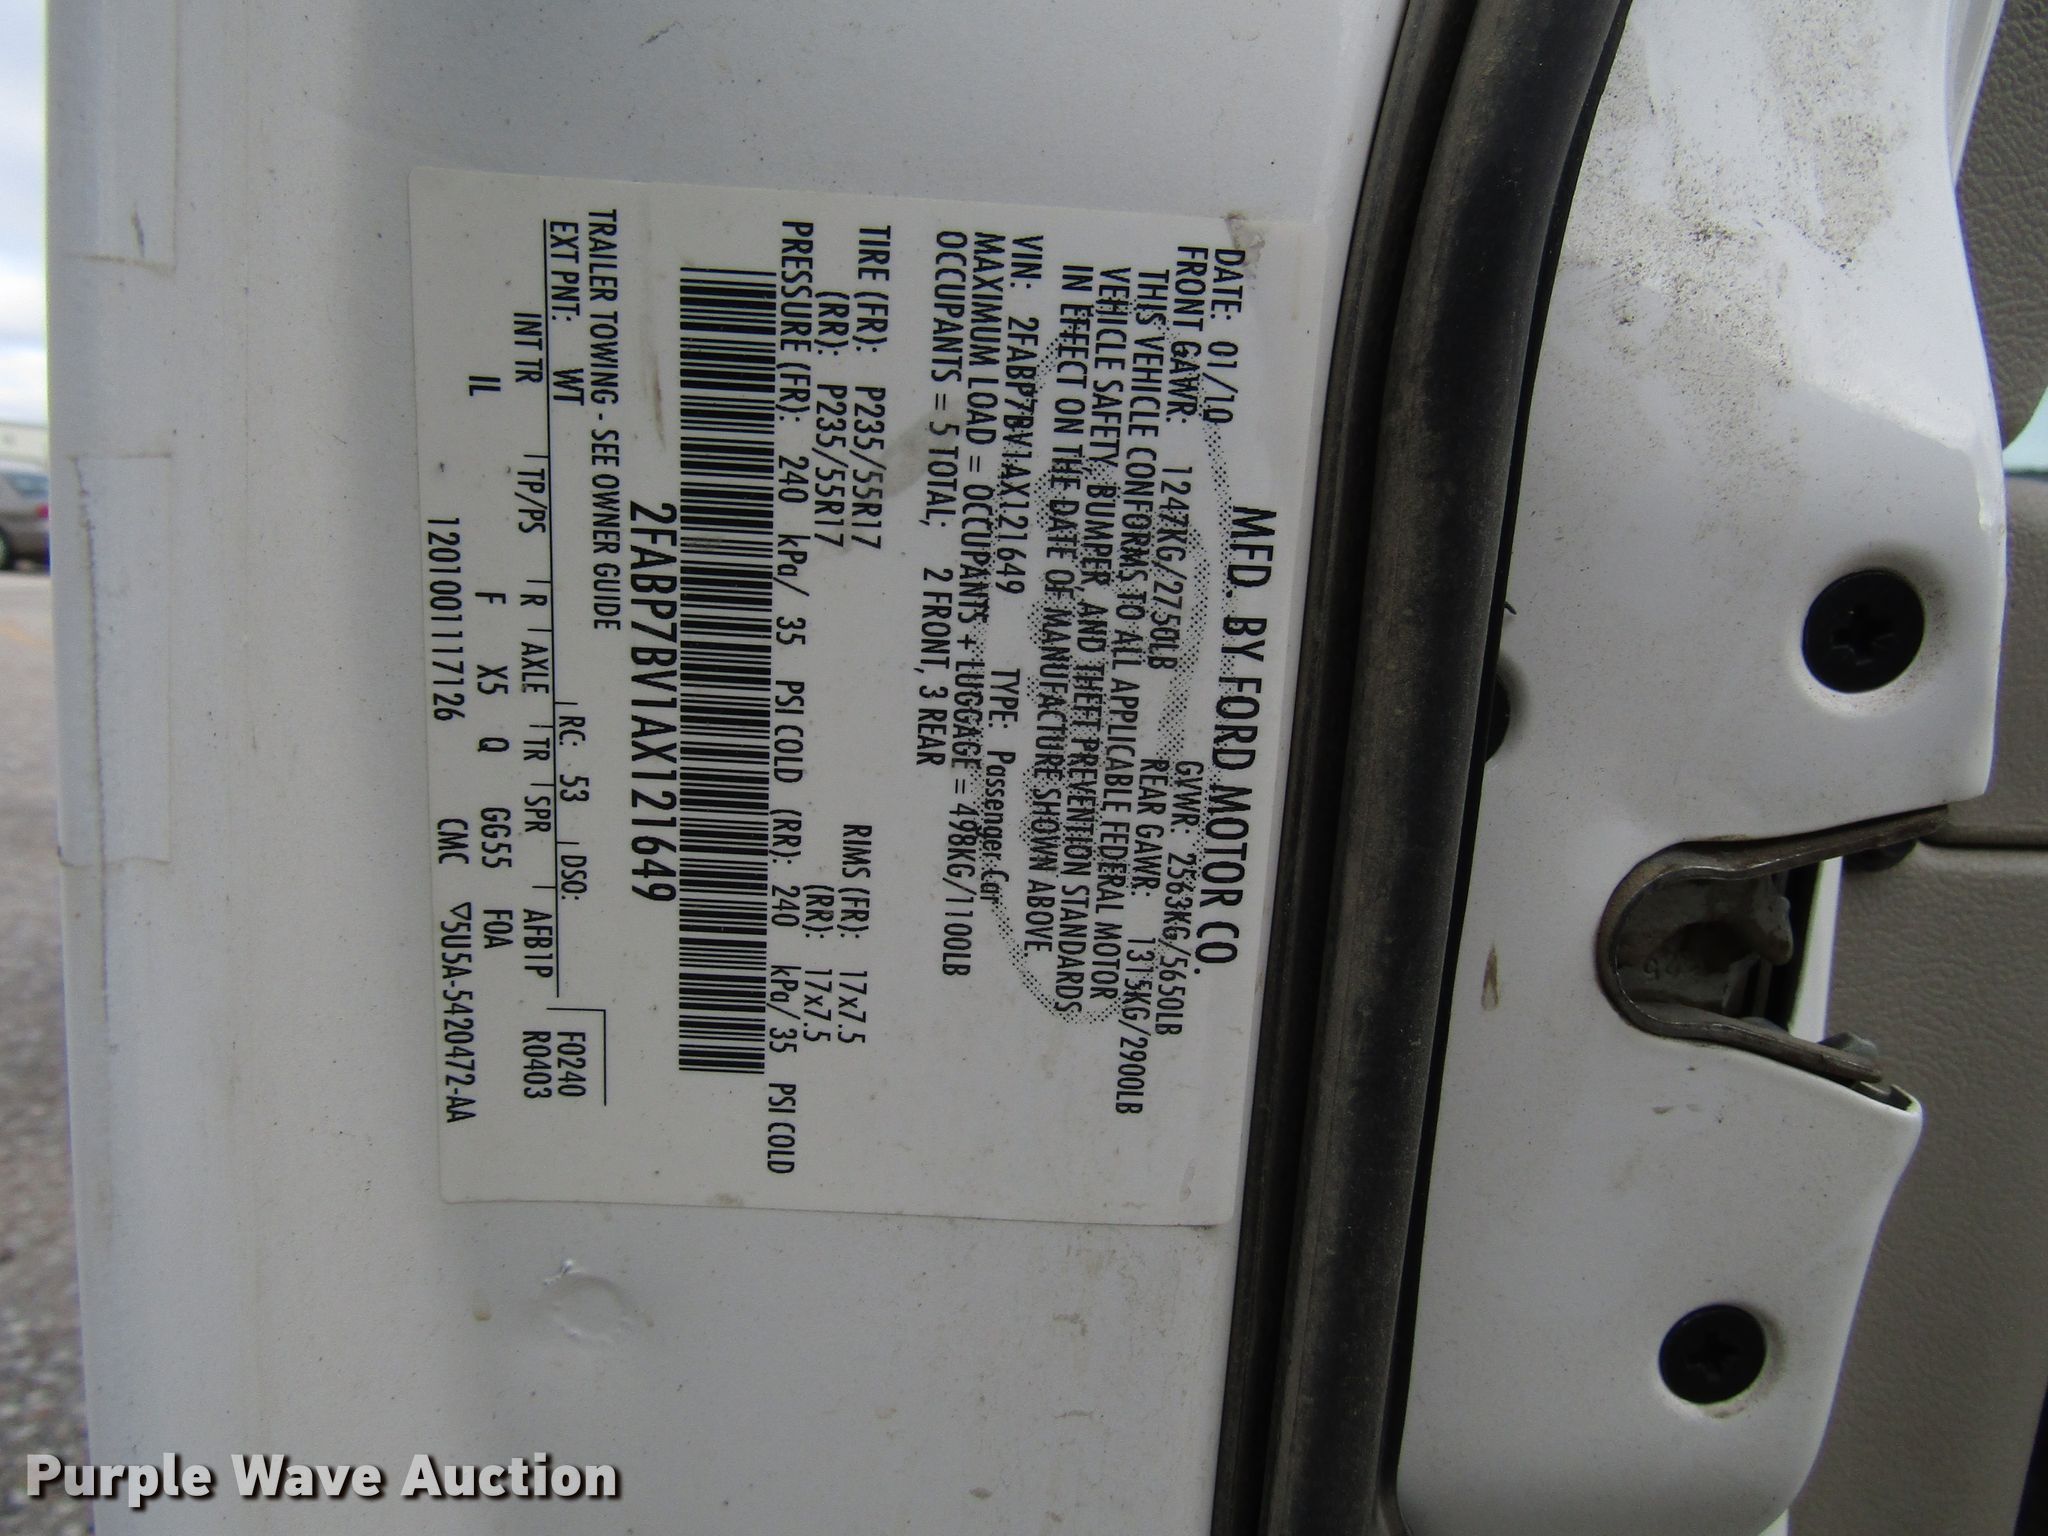 MFD. BY FORD MOTOR CO.
DATE: 01/10 GVWR: 2563KG/5650LB
FRONT GAWR: 1247KG/2750LB REAR GAWR: 1315KG/2900LB
THIS VEHICLE CONFORMS TO ALL APPLICABLE FEDERAL MOTOR
VEHICLE SAFETY, BUMPER, AND THEFT PREVENTION STANDARDS
IN EFFECT ON THE DATE OF MANUFACTURE SHOWN ABOVE.
VIN: 2FABP7BV1AX121649 TYPE: Passenger Car
MAXIMUM LOAD = OCCUPANTS + LUGGAGE = 498KG/1100LB
OCCUPANTS = 5 TOTAL, 2 FRONT, 3 REAR
TIRE (FR): P235/55R17 RIMS (FR): 17x7.5
(RR): P235/55R17 (RR): 17x7.5
PRESSURE (FR): 240 kPa/ 35 PSI COLD (RR): 240 kPa/ 35 PSI COLD
2FABP7BV1AX121649
TRAILER TOWING - SEE OWNER GUIDE
EXT PNT: WT RC: 53 DSO: F0240
INT TR TP/PS R AXLE TR SPR AFB1P R0403
IL F X5 Q GG55 FOA
12010011117126 CMC ▽5U5A-5420472-AA
Purple Wave Auction